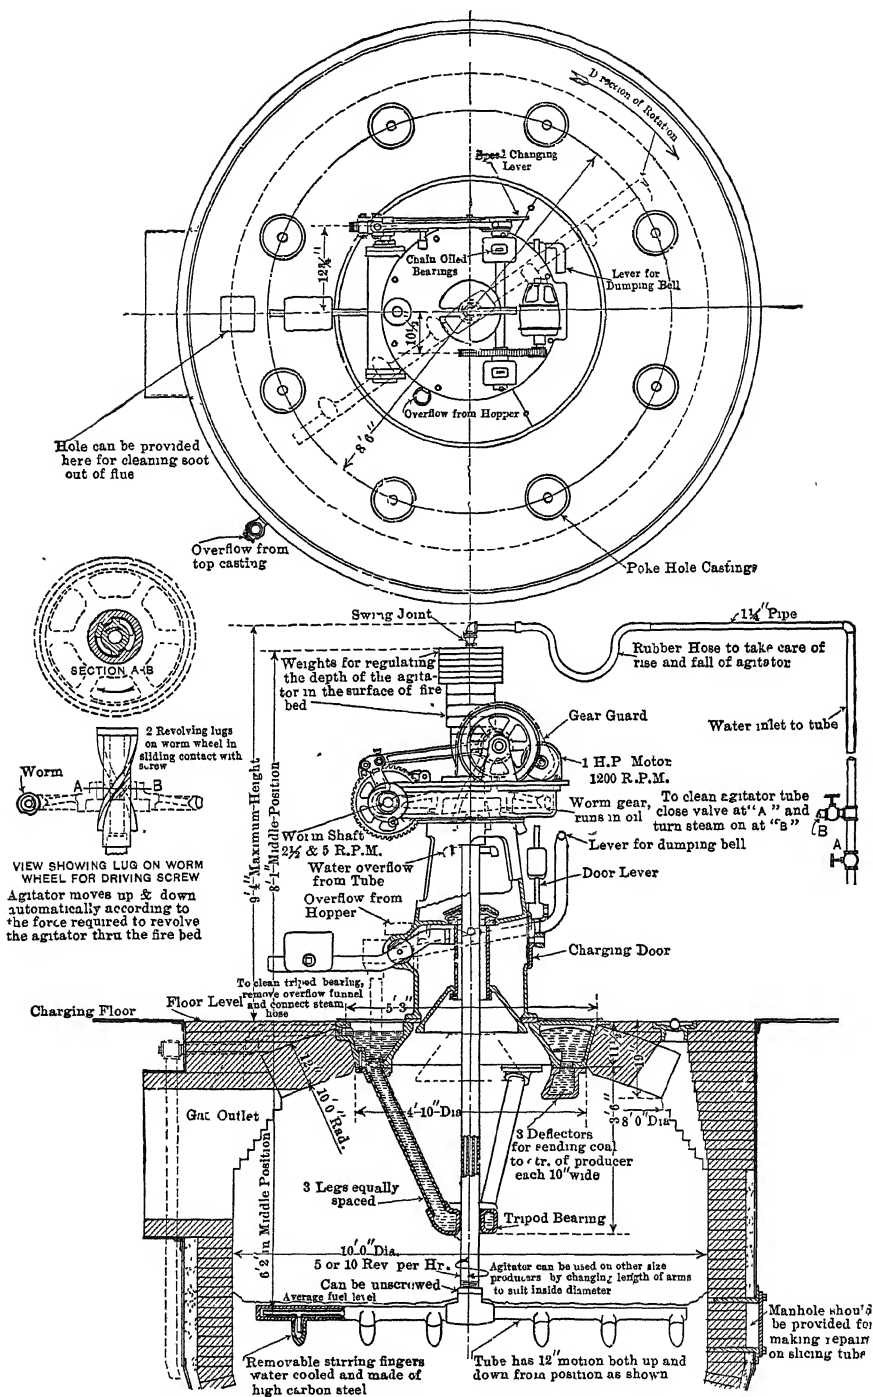 Direction of Rotation
Speed Changing
Lever
12¾"
Chain Oiled
Bearings
Lever for
Dumping Bell
10½"
Overflow from Hopper
8'6"
Hole can be provided
here for cleaning soot
out of flue
Overflow from
top casting
Poke Hole Castings
SECTION A-B
Swing Joint
1¼" Pipe
Weights for regulating
the depth of the agita-
tor in the surface of fire
bed
Rubber Hose to take care of
rise and fall of agitator
2 Revolving lugs
on worm wheel in
sliding contact with
screw
Gear Guard
Water inlet to tube
Worm
A
B
1 H.P Motor
1200 R.P.M.
VIEW SHOWING LUG ON WORM
WHEEL FOR DRIVING SCREW
Agitator moves up & down
automatically according to
the force required to revolve
the agitator thru the fire bed
9'4" Maximum Height
8'1" Middle Position
Worm Shaft
2½ & 5 R.P.M.
Worm gear,
runs in oil
To clean agitator tube
close valve at "A" and
turn steam on at "B"
B
A
Lever for dumping bell
Water overflow
from Tube
Door Lever
Overflow from
Hopper
Charging Door
To clean tripod bearing,
remove overflow funnel
and connect steam
hose
Charging Floor
Floor Level
5'-3"
10'0" Rad.
Gas Outlet
4'-10" Dia
19"
3'-6"
8'0" Dia
3 Deflectors
for sending coal
to ctr. of producer
each 10" wide
3 Legs equally
spaced
Tripod Bearing
6'2" in Middle Position
10'0" Dia.
5 or 10 Rev per Hr.
Agitator can be used on other size
producers by changing length of arms
to suit inside diameter
Can be unscrewed
Average fuel level
Manhole should
be provided for
making repairs
on slicing tube
Removable stirring fingers
water cooled and made of
high carbon steel
Tube has 12" motion both up and
down from position as shown